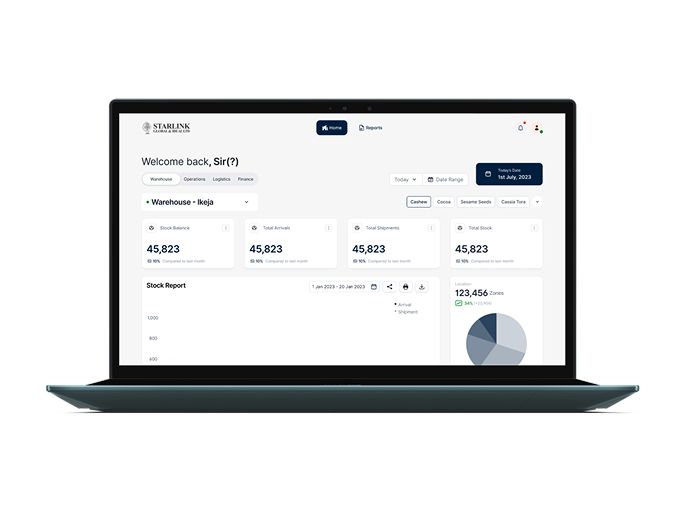 STARLINK
GLOBAL & IDEAL LTD
Home
Reports
Welcome back, Sir(?)
Warehouse Operations Logistics Finance
Today
Date Range
Today's Date
1st July, 2023
Warehouse - Ikeja
Cashew Cocoa Sesame Seeds Cassia Tora
Stock Balance
45,823
10% Compared to last month
Total Arrivals
45,823
10% Compared to last month
Total Shipments
45,823
10% Compared to last month
Total Stock
45,823
10% Compared to last month
Stock Report
1 Jan 2023 - 20 Jan 2023
Arrival
Shipment
1,000
800
600
Location
123,456 Zones
34%